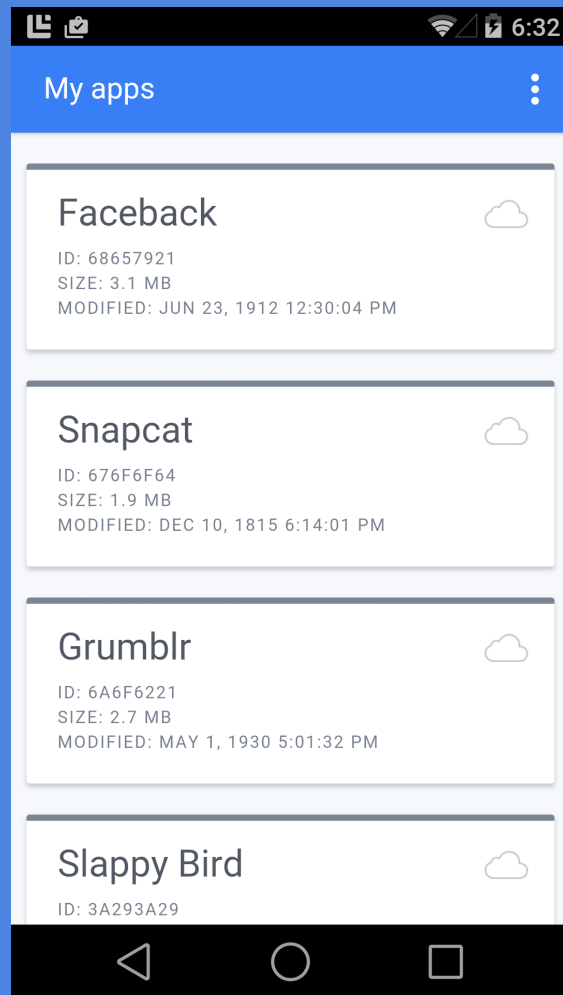 6:32
My apps
Faceback
ID: 68657921
SIZE: 3.1 MB
MODIFIED: JUN 23, 1912 12:30:04 PM
Snapcat
ID: 676F6F64
SIZE: 1.9 MB
MODIFIED: DEC 10, 1815 6:14:01 PM
Grumblr
ID: 6A6F6221
SIZE: 2.7 MB
MODIFIED: MAY 1, 1930 5:01:32 PM
Slappy Bird
ID: 3A293A29